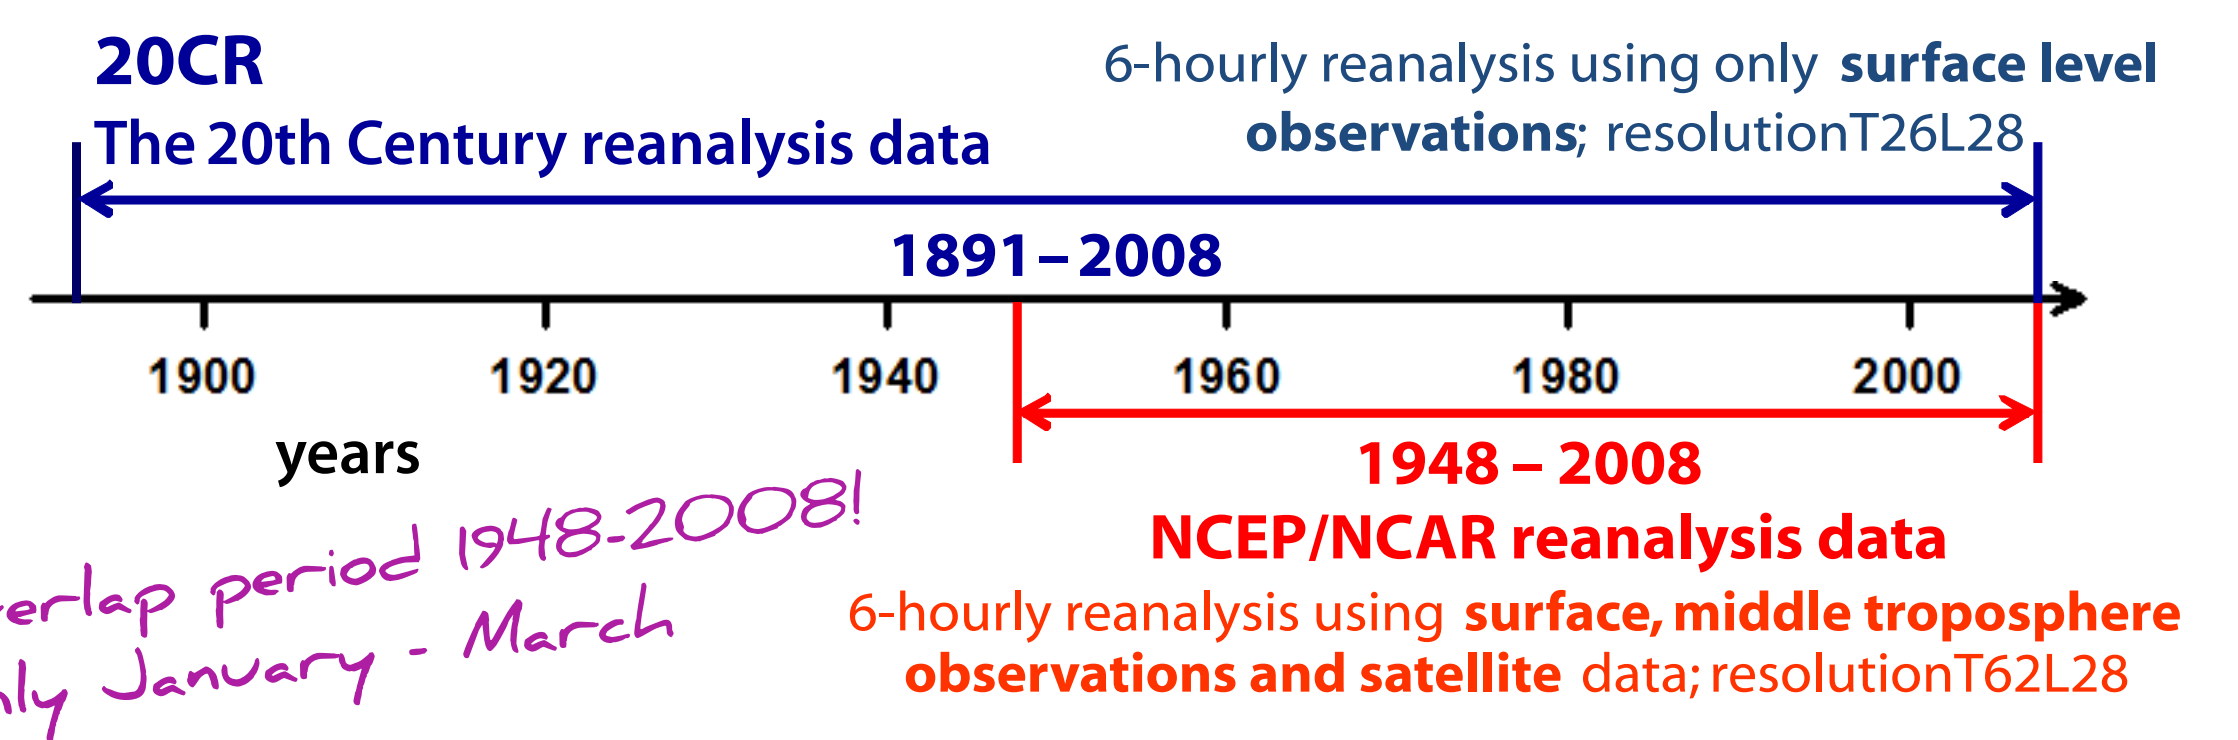 20CR
The 20th Century reanalysis data
6-hourly reanalysis using only surface level
observations; resolutionT26L28
1891–2008
1900 1920 1940 1960 1980 2000
years
1948 – 2008
NCEP/NCAR reanalysis data
6-hourly reanalysis using surface, middle troposphere
observations and satellite data; resolutionT62L28
erlap period 1948-2008!
nly January - March